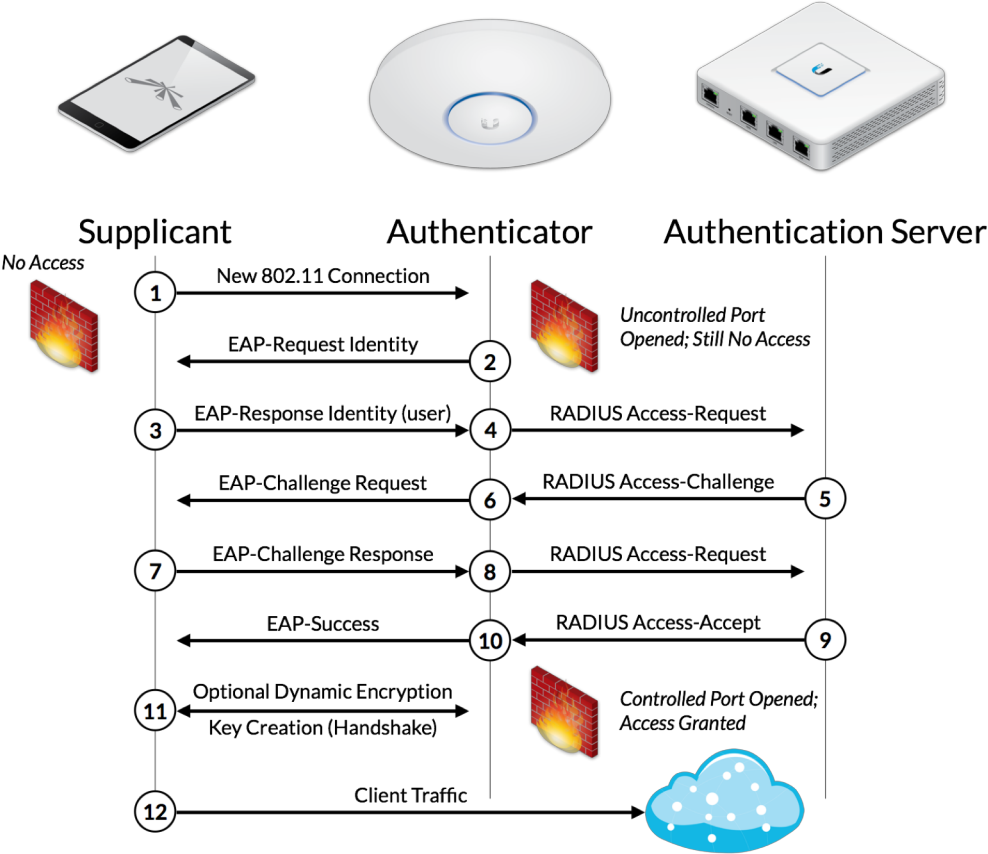 Supplicant
Authenticator
Authentication Server
No Access
1
New 802.11 Connection
Uncontrolled Port
Opened; Still No Access
EAP-Request Identity
2
3
EAP-Response Identity (user)
4
RADIUS Access-Request
EAP-Challenge Request
6
RADIUS Access-Challenge
5
7
EAP-Challenge Response
8
RADIUS Access-Request
EAP-Success
10
RADIUS Access-Accept
9
11
Optional Dynamic Encryption
Key Creation (Handshake)
Controlled Port Opened;
Access Granted
12
Client Traffic